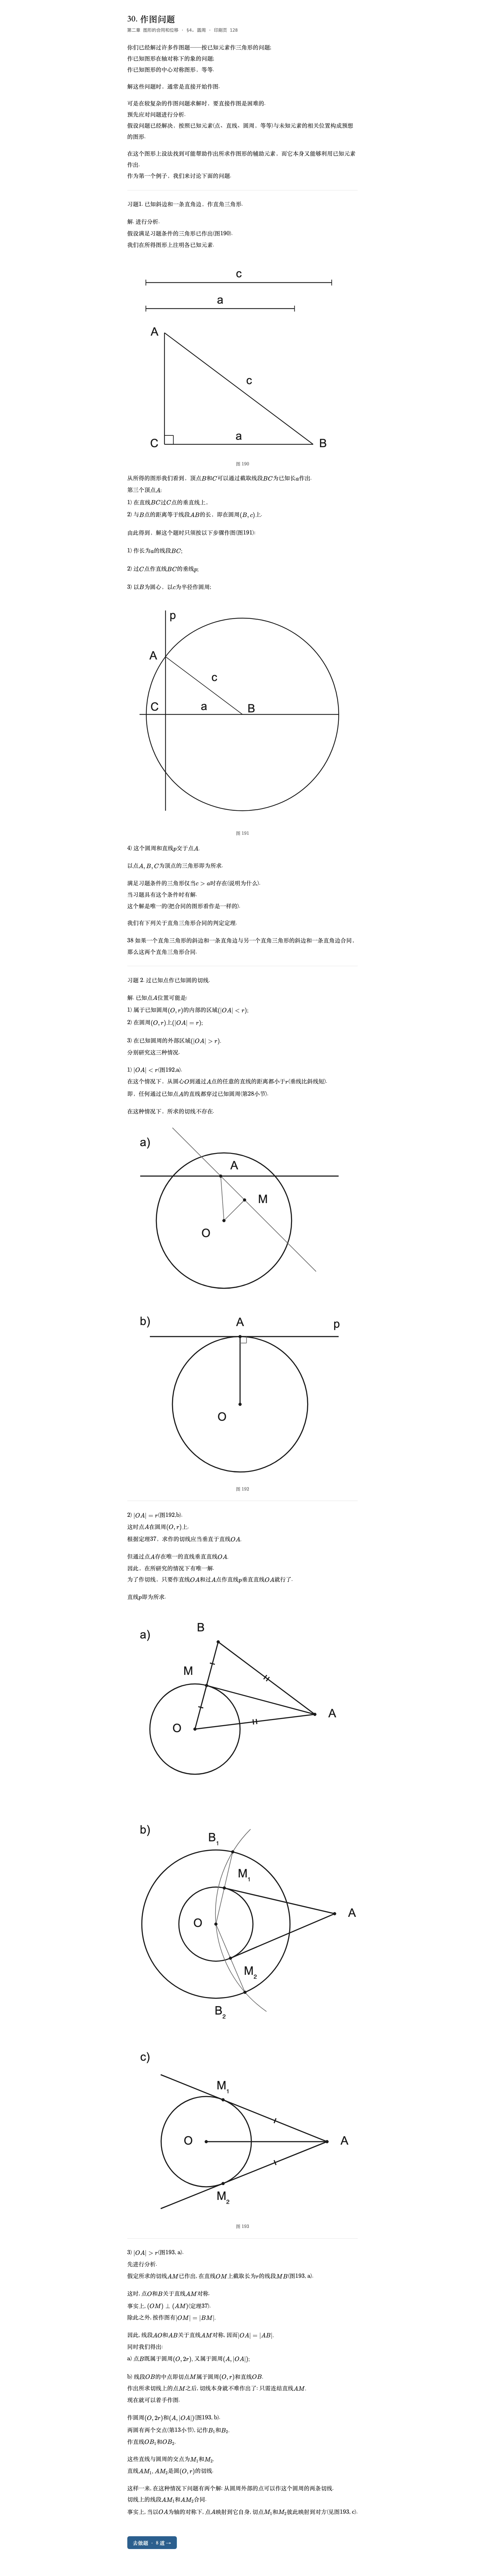 30. 作图问题
第二章 图形的合同和位移 · §4. 圆周 · 印刷页 128
你们已经解过许多作图题——按已知元素作三角形的问题;
作已知图形在轴对称下的象的问题;
作已知图形的中心对称图形，等等.
解这些问题时，通常是直接开始作图.
可是在较复杂的作图问题求解时，要直接作图是困难的.
预先应对问题进行分析.
假设问题已经解决，按照已知元素(点，直线，圆周，等等)与未知元素的相关位置构成预想
的图形.
在这个图形上设法找到可能帮助作出所求作图形的辅助元素，而它本身又能够利用已知元素
作出.
作为第一个例子，我们来讨论下面的问题.
习题1. 已知斜边和一条直角边，作直角三角形.
解. 进行分析.
假设满足习题条件的三角形已作出(图190).
我们在所得图形上注明各已知元素.
c
a
A
c
a
C
B
图 190
从所得的图形我们看到，顶点B和C可以通过截取线段BC为已知长a作出.
第三个顶点A:
1) 在直线BC过C点的垂直线上，
2) 与B点的距离等于线段AB的长，即在圆周(B, c)上.
由此得到，解这个题时只须按以下步骤作图(图191):
1) 作长为a的线段BC;
2) 过C点作直线BC的垂线p;
3) 以B为圆心，以c为半径作圆周;
p
A
c
C
a
B
图 191
4) 这个圆周和直线p交于点A.
以点A, B, C为顶点的三角形即为所求.
满足习题条件的三角形仅当c > a时存在(说明为什么).
当习题具有这个条件时有解.
这个解是唯一的(把合同的图形看作是一样的).
我们有下列关于直角三角形合同的判定定理.
38 如果一个直角三角形的斜边和一条直角边与另一个直角三角形的斜边和一条直角边合同，
那么这两个直角三角形合同.
习题 2. 过已知点作已知圆的切线.
解. 已知点A位置可能是:
1) 属于已知圆周(O, r)的内部的区域(|OA| < r);
2) 在圆周(O, r)上(|OA| = r);
3) 在已知圆周的外部区域(|OA| > r).
分别研究这三种情况.
1) |OA| < r(图192,a).
在这个情况下，从圆心O到通过A点的任意的直线的距离都小于r(垂线比斜线短).
即，任何通过已知点A的直线都穿过已知圆周(第28小节).
在这种情况下，所求的切线不存在.
a)
A
M
O
b)
A
p
O
图 192
2) |OA| = r(图192,b).
这时点A在圆周(O, r)上.
根据定理37，求作的切线应当垂直于直线OA.
但通过点A存在唯一的直线垂直直线OA.
因此，在所研究的情况下有唯一解.
为了作切线，只要作直线OA和过A点作直线p垂直直线OA就行了.
直线p即为所求.
a)
B
M
O
A
b)
B1
M1
O
A
M2
B2
c)
M1
O
A
M2
图 193
3) |OA| > r(图193, a).
先进行分析.
假定所求的切线AM已作出，在直线OM上截取长为r的线段MB(图193, a).
这时，点O和B关于直线AM对称.
事实上，(OM) ⊥ (AM)(定理37).
除此之外，按作图有|OM| = |BM|.
因此，线段AO和AB关于直线AM对称，因而|OA| = |AB|.
同时我们得出:
a) 点B既属于圆周(O, 2r)，又属于圆周(A, |OA|);
b) 线段OB的中点即切点M属于圆周(O, r)和直线OB.
作出所求切线上的点M之后，切线本身就不难作出了: 只需连结直线AM.
现在就可以着手作图.
作圆周(O, 2r)和(A, |OA|)(图193, b).
两圆有两个交点(第13小节)，记作B1和B2.
作直线OB1和OB2.
这些直线与圆周的交点为M1和M2.
直线AM1, AM2是圆(O, r)的切线.
这样一来，在这种情况下问题有两个解: 从圆周外部的点可以作这个圆周的两条切线.
切线上的线段AM1和AM2合同.
事实上，当以OA为轴的对称下，点A映射到它自身，切点M1和M2彼此映射到对方(见图193, c).
去做题 · 8 道 →